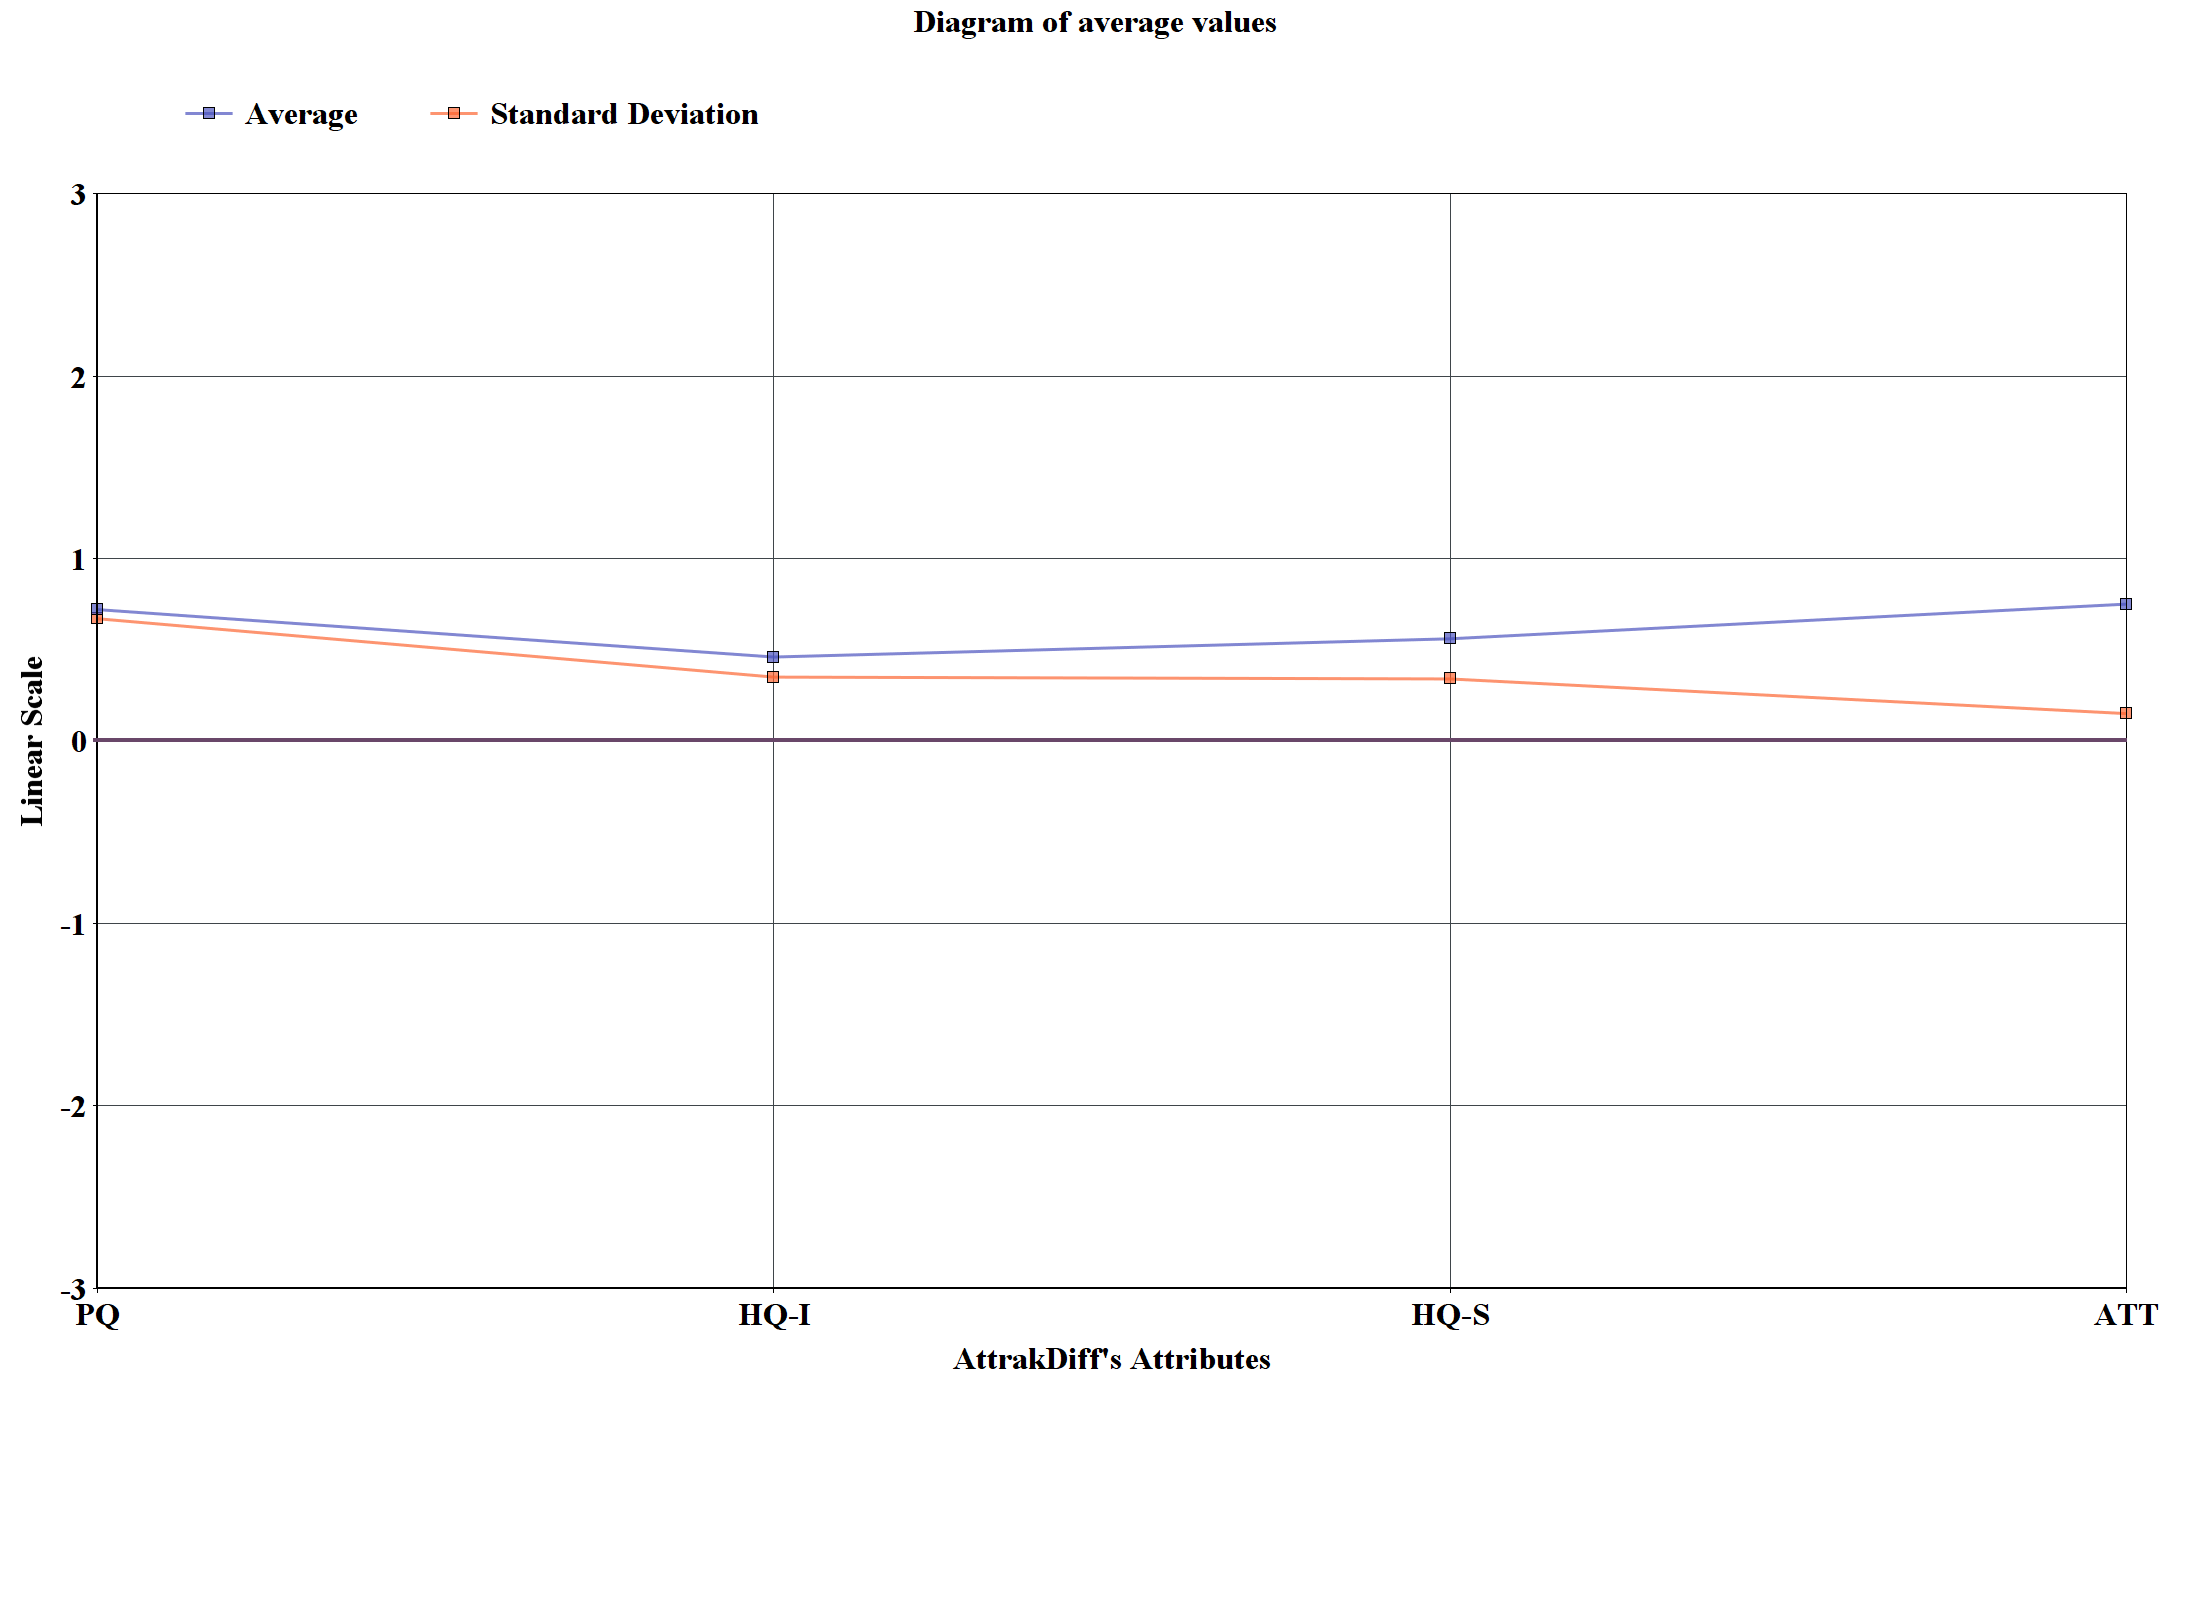 Diagram of average values
Average
Standard Deviation
3
2
1
0
-1
-2
-3
Linear Scale
PQ
HQ-I
HQ-S
ATT
AttrakDiff's Attributes